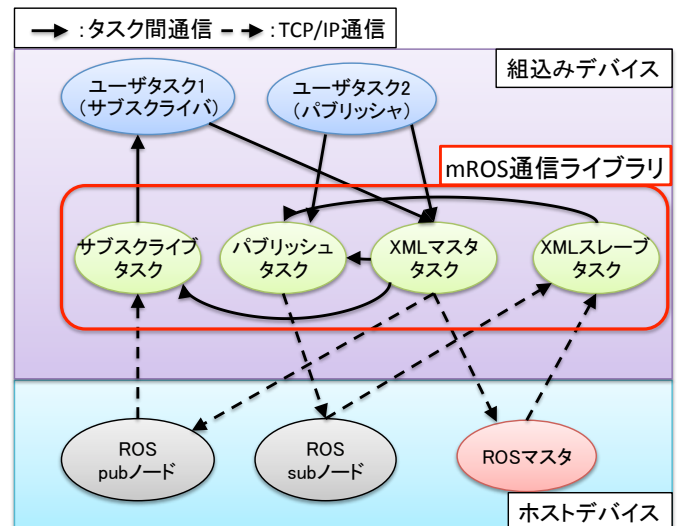 :タスク間通信 :TCP/IP通信
組込みデバイス
ユーザタスク1
（サブスクライバ）
ユーザタスク2
（パブリッシャ）
mROS通信ライブラリ
サブスクライブ
タスク
パブリッシュ
タスク
XMLマスタ
タスク
XMLスレーブ
タスク
ROS
pubノード
ROS
subノード
ROSマスタ
ホストデバイス